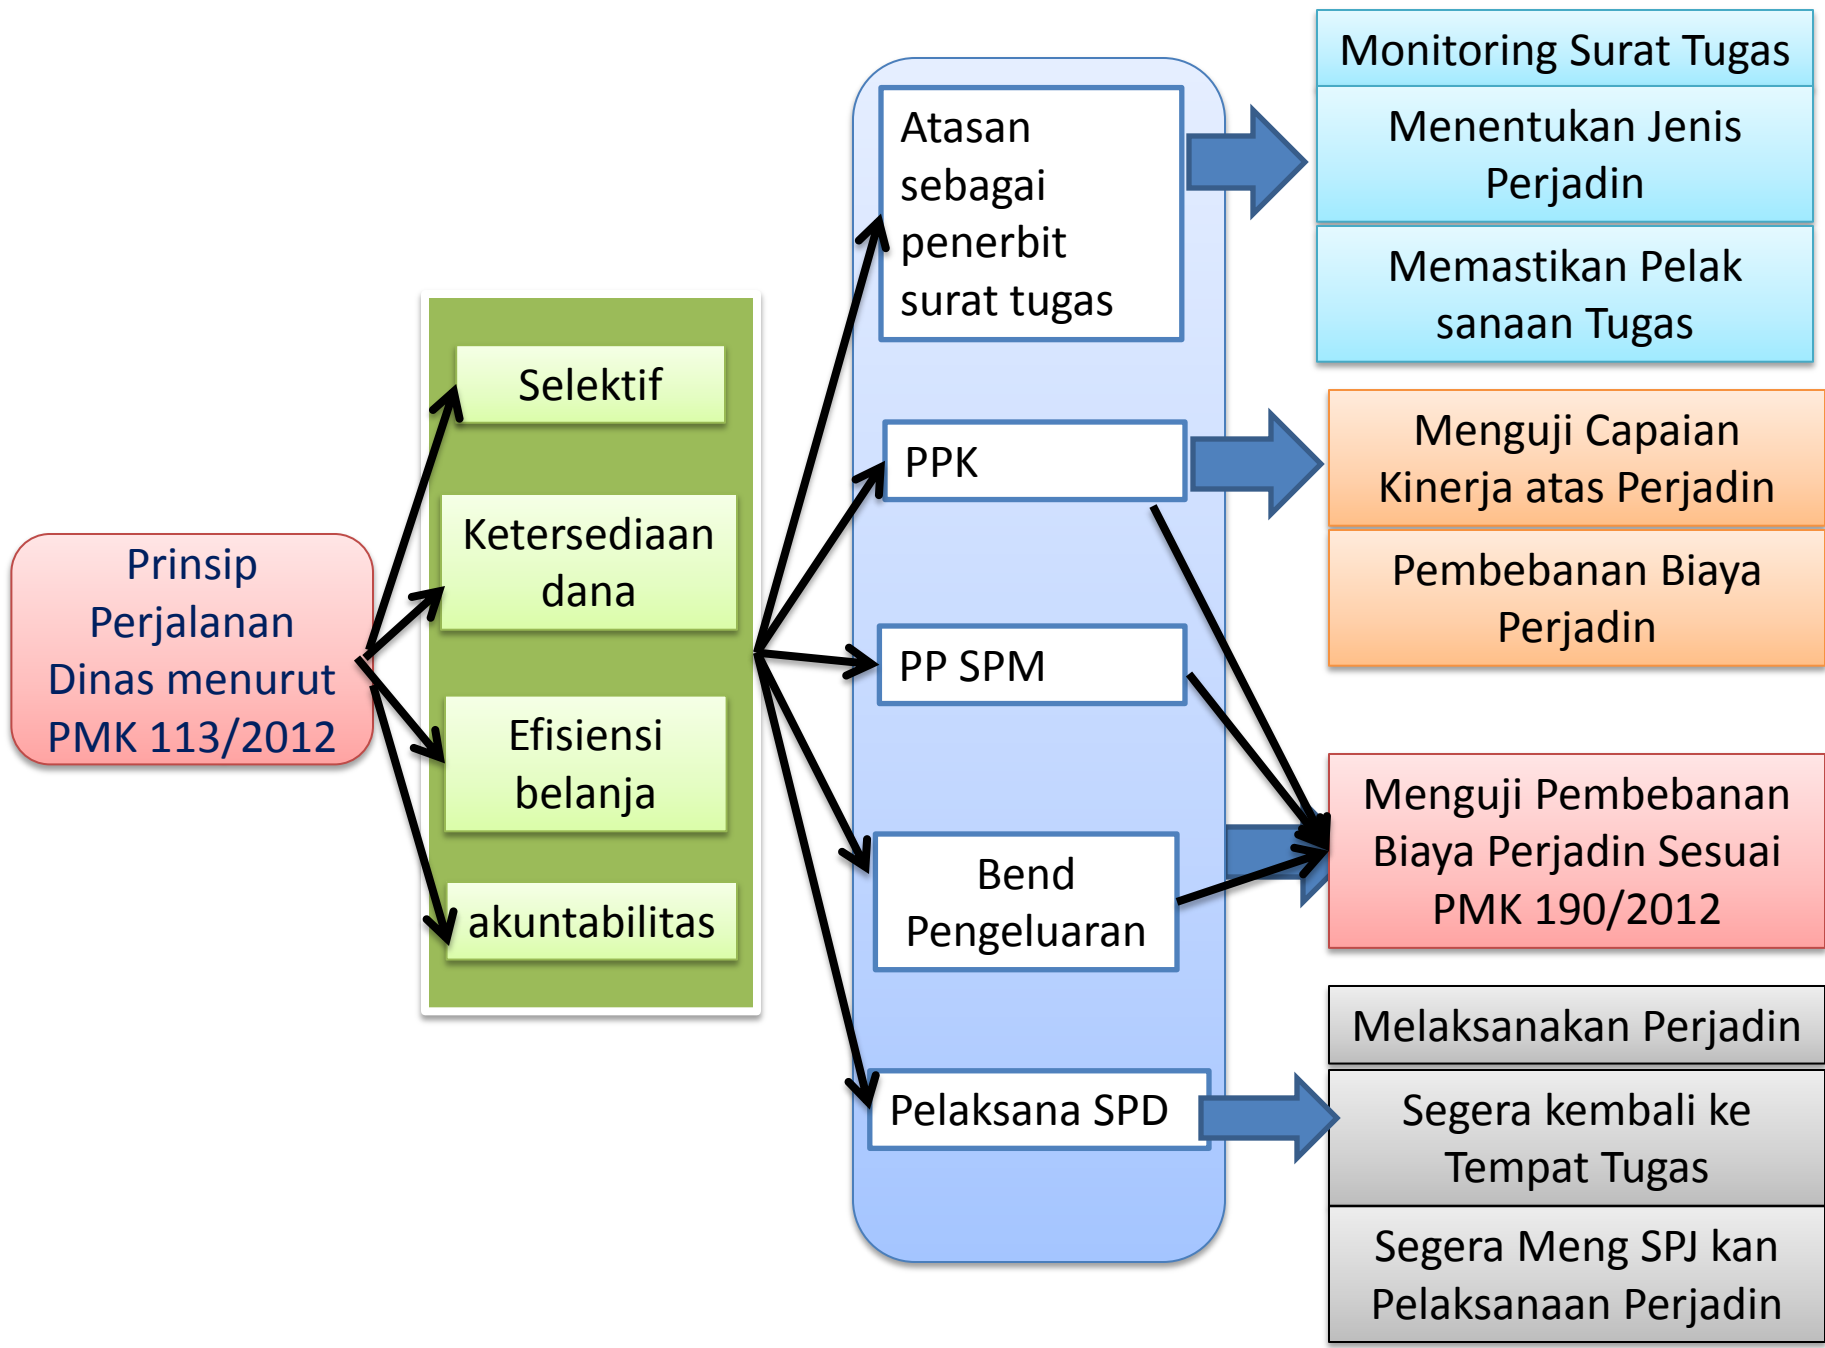 Prinsip
Perjalanan
Dinas menurut
PMK 113/2012
Selektif
Ketersediaan
dana
Efisiensi
belanja
akuntabilitas
Atasan
sebagai
penerbit
surat tugas
PPK
PP SPM
Bend
Pengeluaran
Pelaksana SPD
Monitoring Surat Tugas
Menentukan Jenis
Perjadin
Memastikan Pelak
sanaan Tugas
Menguji Capaian
Kinerja atas Perjadin
Pembebanan Biaya
Perjadin
Menguji Pembebanan
Biaya Perjadin Sesuai
PMK 190/2012
Melaksanakan Perjadin
Segera kembali ke
Tempat Tugas
Segera Meng SPJ kan
Pelaksanaan Perjadin